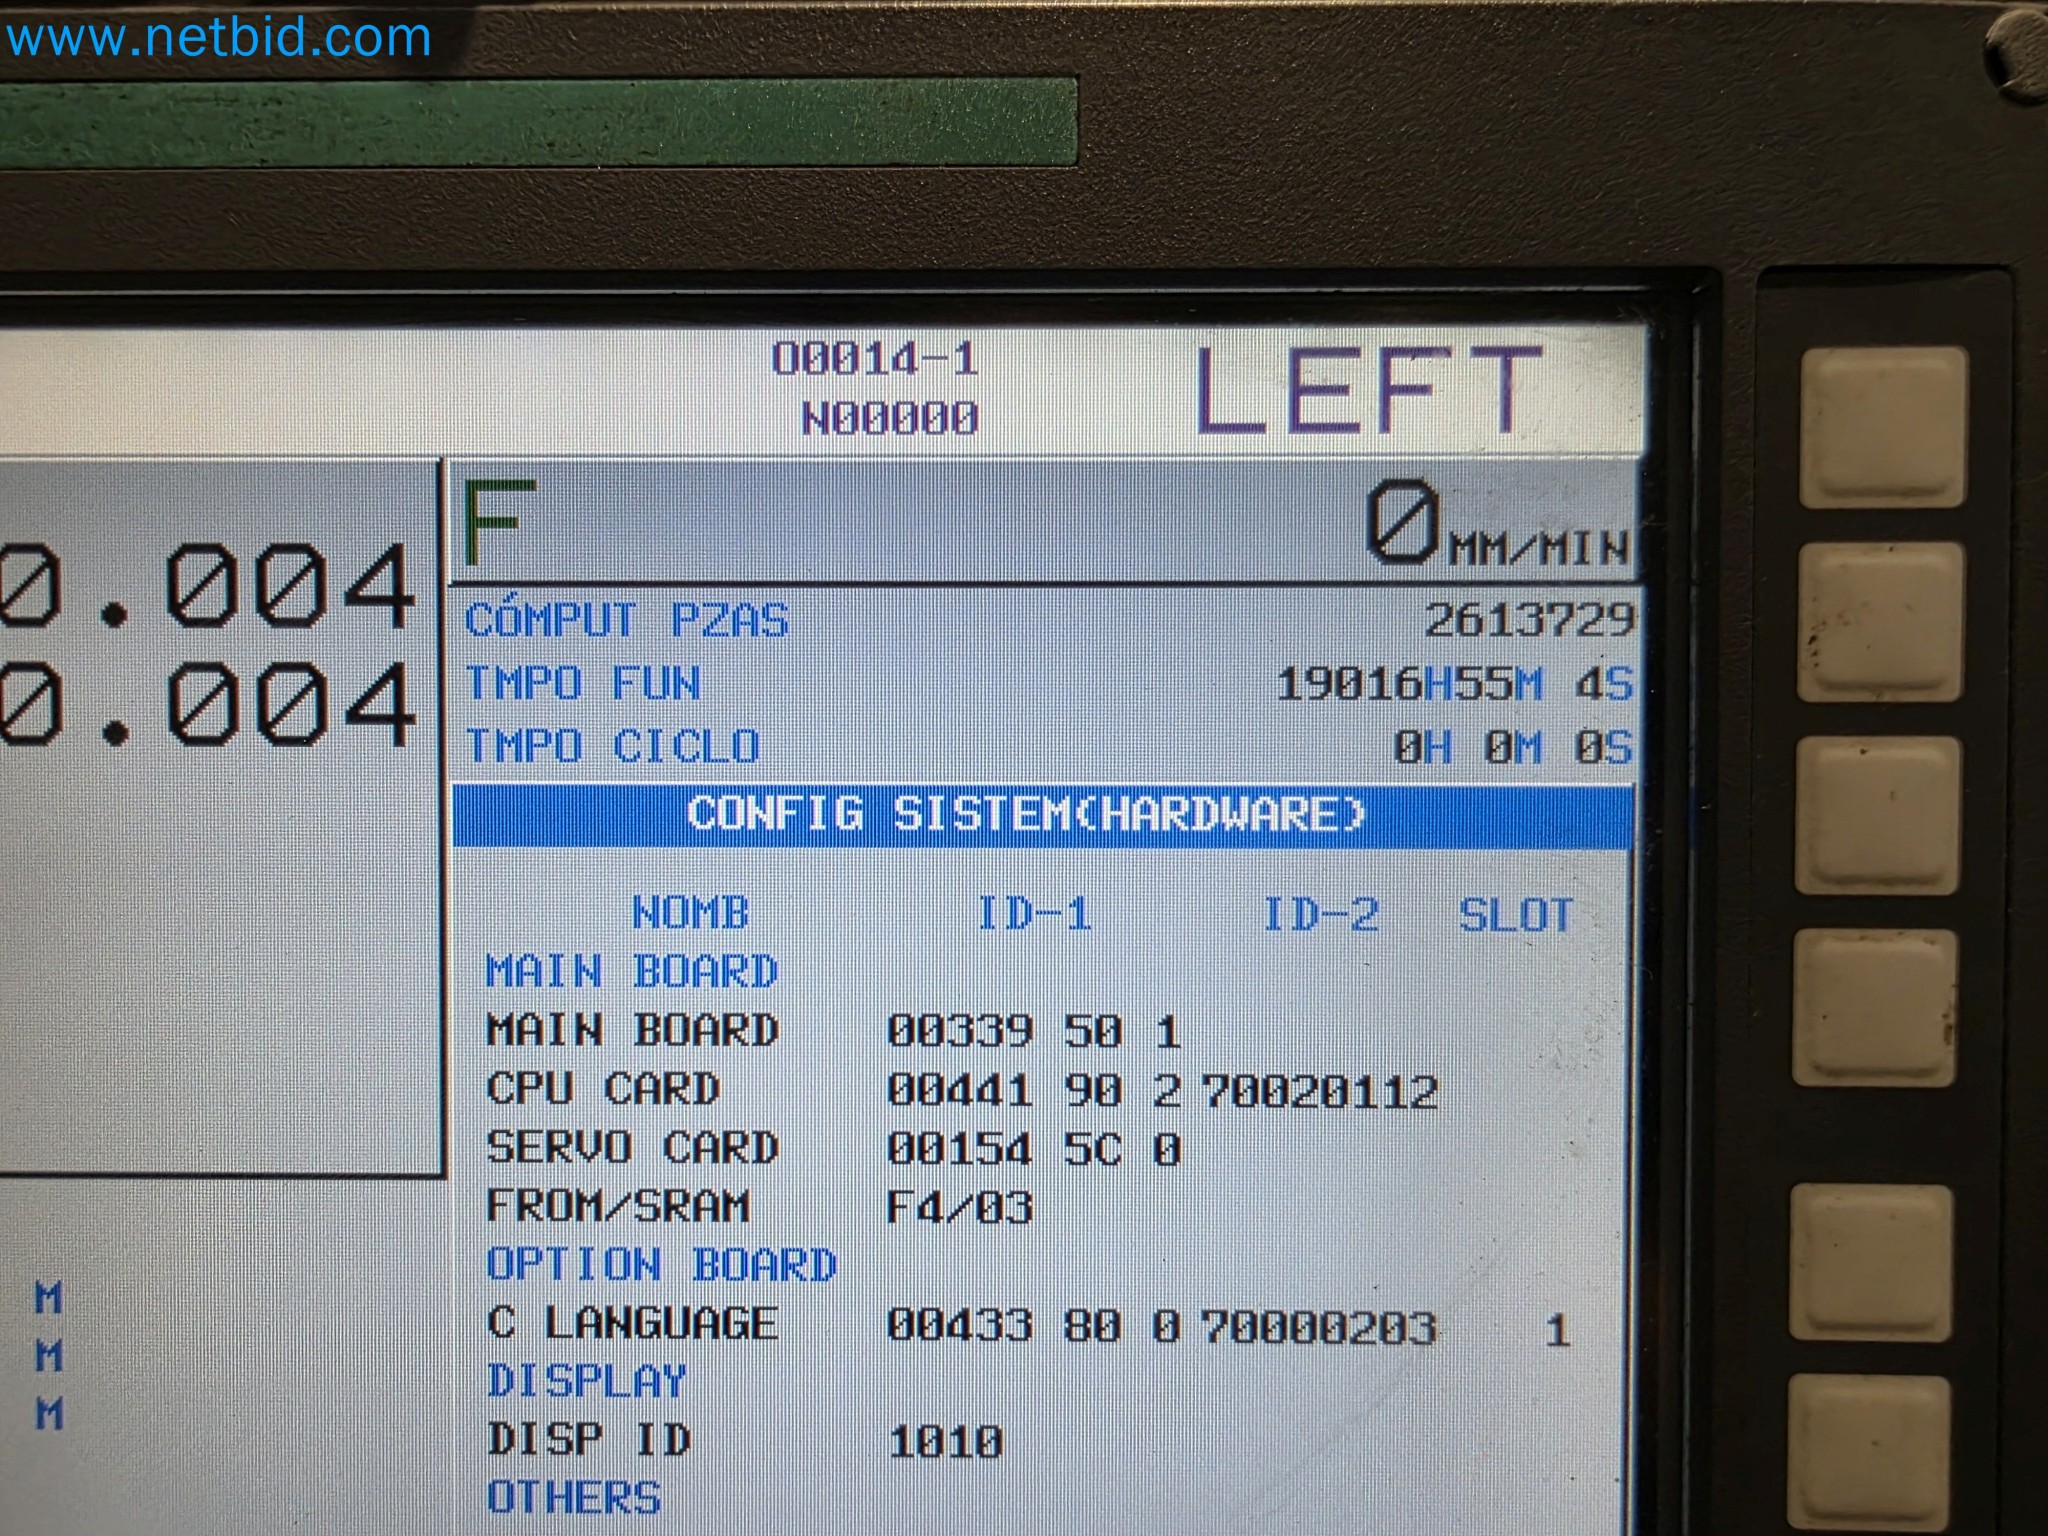 www.netbid.com
O0014-1
N00000
LEFT
F 0MM/MIN
0.004
0.004
CÓMPUT PZAS 2613729
TMPO FUN 19016H55M 4S
TMPO CICLO 0H 0M 0S
CONFIG SISTEM(HARDWARE)
NOMB ID-1 ID-2 SLOT
MAIN BOARD
MAIN BOARD 00339 50 1
CPU CARD 00441 90 2 70020112
SERVO CARD 00154 5C 0
FROM/SRAM F4/03
OPTION BOARD
C LANGUAGE 00433 80 0 70000203 1
DISPLAY
DISP ID 1010
OTHERS
M
M
M